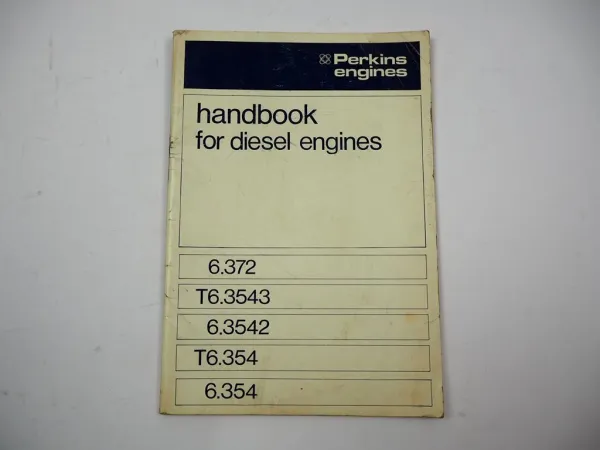 Perkins
engines
handbook
for diesel engines
6.372
T6.3543
6.3542
T6.354
6.354